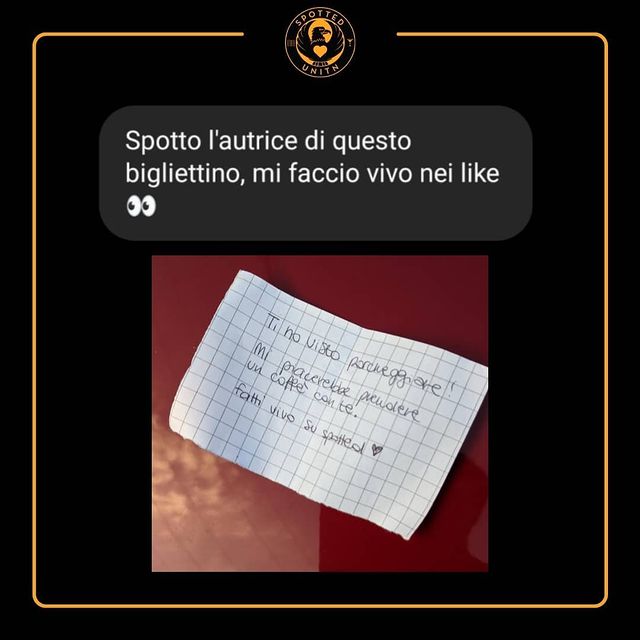 SPOTTED
UNITN
Spotto l'autrice di questo
bigliettino, mi faccio vivo nei like
👀
Ti ho visto parcheggiare!
Mi piacerebbe prendere
un caffè con te.
fatti vivo su spotted ♥